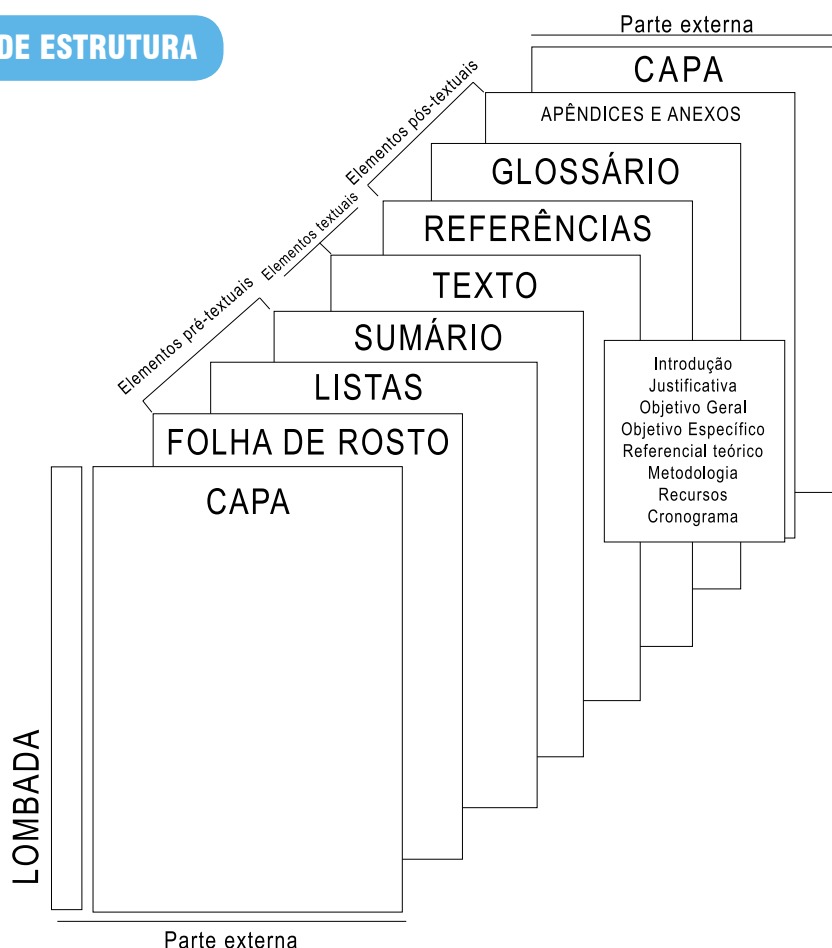 DE ESTRUTURA
Parte externa
CAPA
APÊNDICES E ANEXOS
GLOSSÁRIO
REFERÊNCIAS
TEXTO
SUMÁRIO
LISTAS
FOLHA DE ROSTO
CAPA
Elementos pós-textuais
Elementos textuais
Elementos pré-textuais
Introdução
Justificativa
Objetivo Geral
Objetivo Específico
Referencial teórico
Metodologia
Recursos
Cronograma
LOMBADA
Parte externa